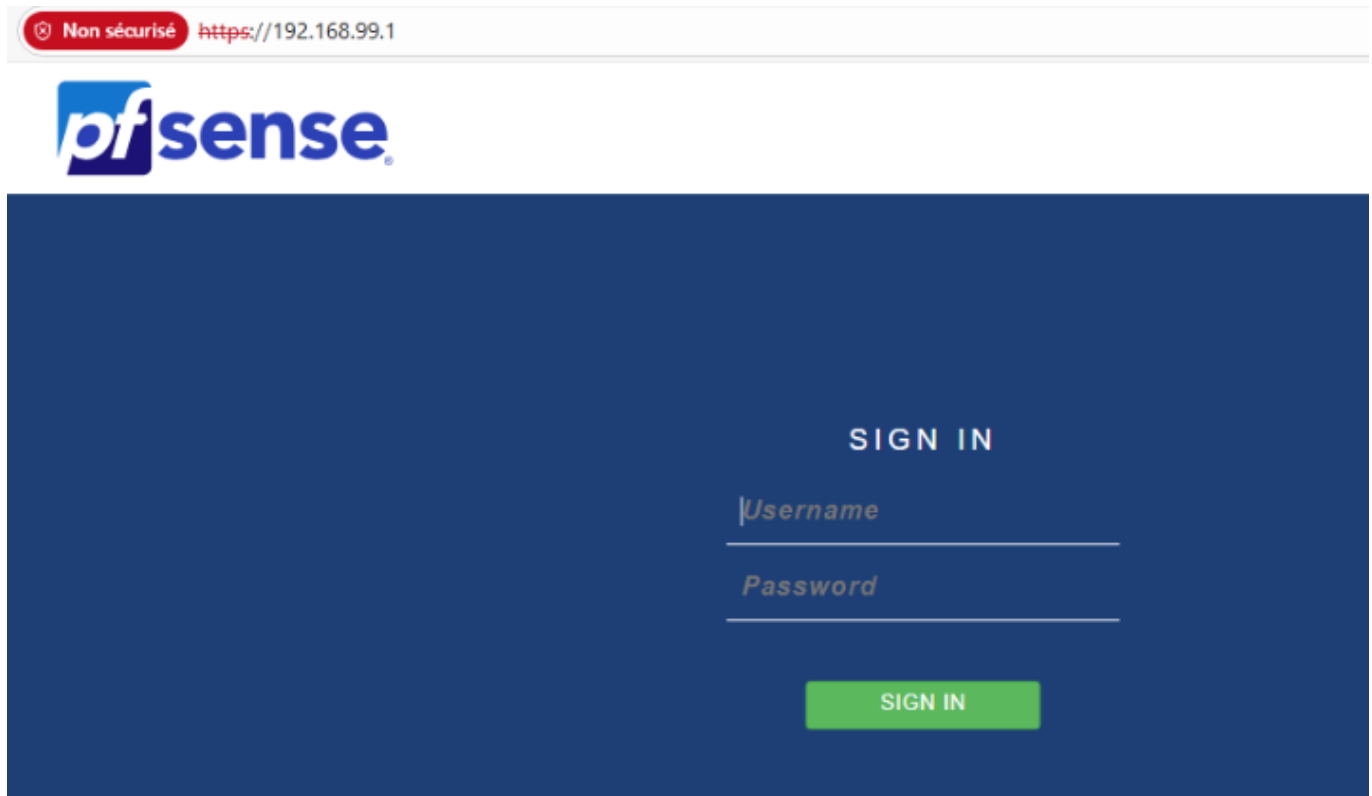 Non sécurisé https://192.168.99.1
pfsense®
SIGN IN
Username
Password
SIGN IN